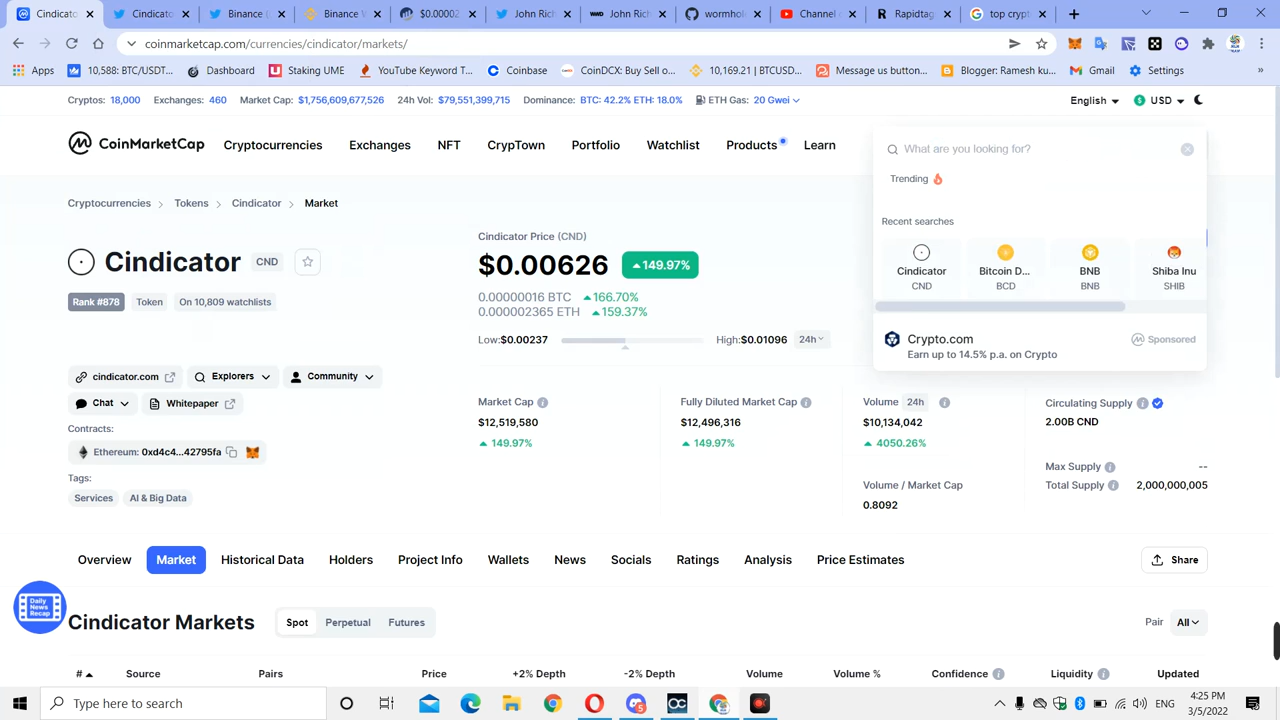 Cindicator
Twitter
Binance
Binanc
$0.00002
John Rich
John Ric
wormhol
Channel c
Rapidtag
top crypt
coinmarketcap.com/currencies/cindicator/markets/
Apps
10,588: BTC/USDT...
Dashboard
Staking UME
YouTube Keyword T...
Coinbase
CoinDCX: Buy sell o...
10,169.21 | BTCUSD...
Message us button...
Blogger: Ramesh ku...
Gmail
Settings
Cryptos: 18,000 Exchanges: 460 Market Cap: $1,756,609,677,526 24h Vol: $79,551,399,715 Dominance: BTC: 42.2% ETH: 18.0% ETH Gas: 20 Gwei
English USD
CoinMarketCap Cryptocurrencies Exchanges NFT CrypTown Portfolio Watchlist Products Learn
What are you looking for?
Trending
Recent searches
Cindicator
CND
Bitcoin D...
BCD
BNB
BNB
Shiba Inu
SHIB
Crypto.com
Earn up to 14.5% p.a. on Crypto
Sponsored
Cryptocurrencies Tokens Cindicator Market
Cindicator CND
Rank #878 Token On 10,809 watchlists
Cindicator Price (CND)
$0.00626 149.97%
0.00000016 BTC 166.70%
0.000002365 ETH 159.37%
Low:$0.00237 High:$0.01096 24h
cindicator.com Explorers Community
Chat Whitepaper
Contracts:
Ethereum: 0xd4c4...42795fa
Tags:
Services AI & Big Data
Market Cap
$12,519,580
149.97%
Fully Diluted Market Cap
$12,496,316
149.97%
Volume 24h
$10,134,042
4050.26%
Volume / Market Cap
0.8092
Circulating Supply
2.00B CND
Max Supply --
Total Supply 2,000,000,005
Overview Market Historical Data Holders Project Info Wallets News Socials Ratings Analysis Price Estimates
Share
Daily
News
Recap
Cindicator Markets Spot Perpetual Futures
Pair All
# Source Pairs Price +2% Depth -2% Depth Volume Volume % Confidence Liquidity Updated
Type here to search
5
OC
ENG
4:25 PM
3/5/2022